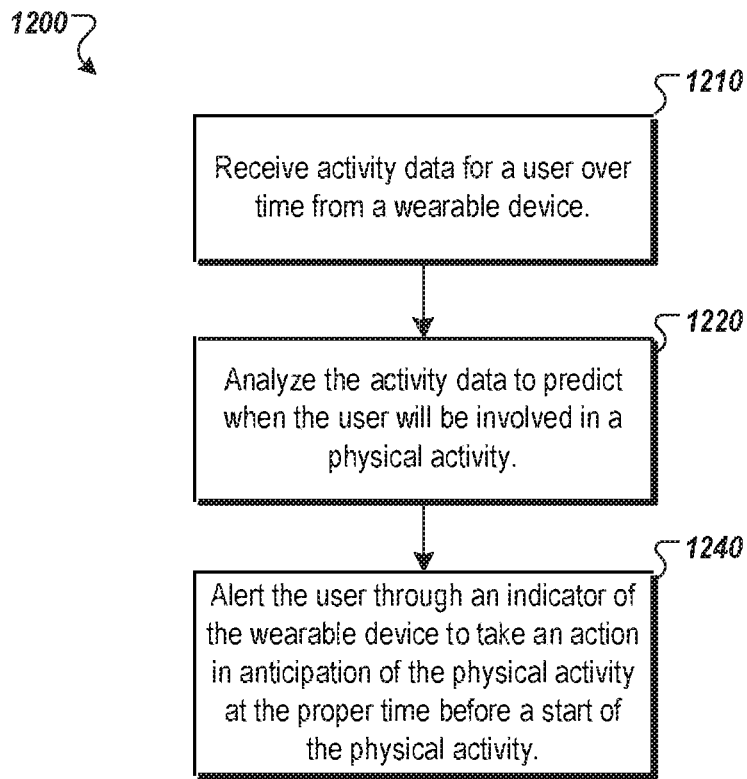 1200
1210
Receive activity data for a user over
time from a wearable device.
1220
Analyze the activity data to predict
when the user will be involved in a
physical activity.
1240
Alert the user through an indicator of
the wearable device to take an action
in anticipation of the physical activity
at the proper time before a start of
the physical activity.